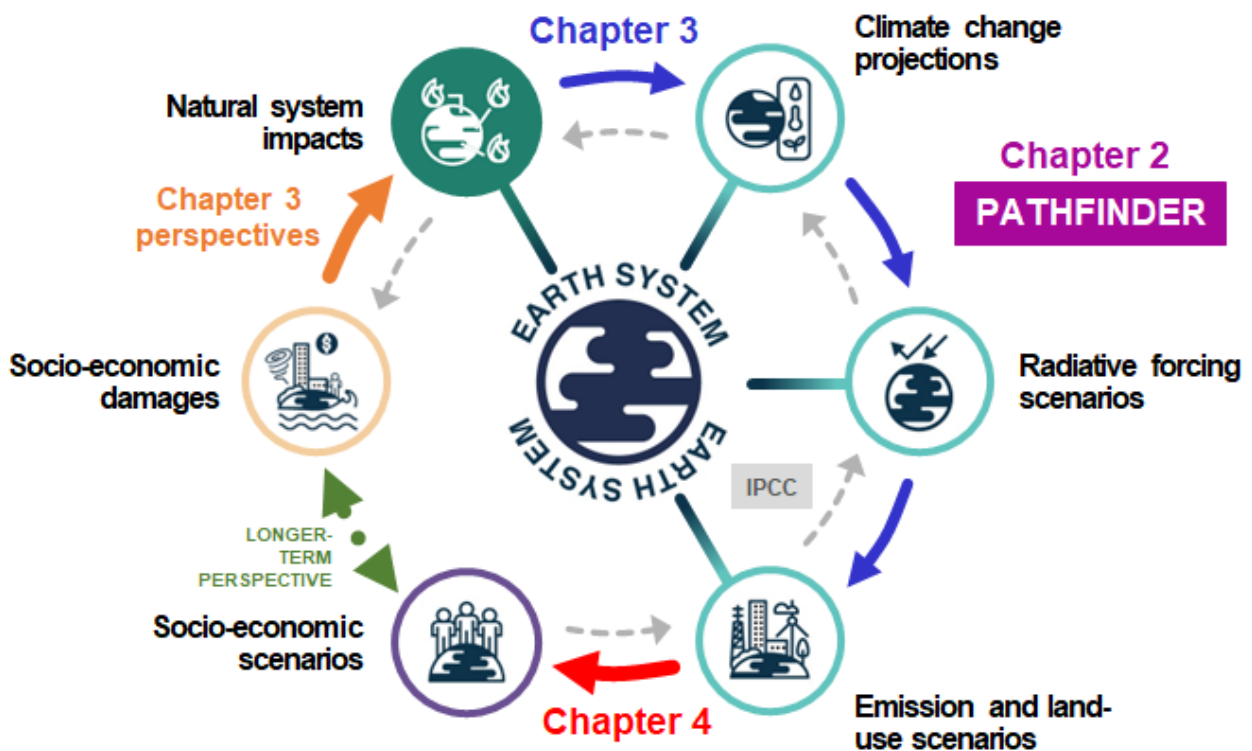 Chapter 3
Climate change
projections
Natural system
impacts
Chapter 2
PATHFINDER
Chapter 3
perspectives
EARTH SYSTEM
Socio-economic
damages
Radiative forcing
scenarios
EARTH SYSTEM
IPCC
LONGER-
TERM
PERSPECTIVE
Socio-economic
scenarios
Chapter 4
Emission and land-
use scenarios
$